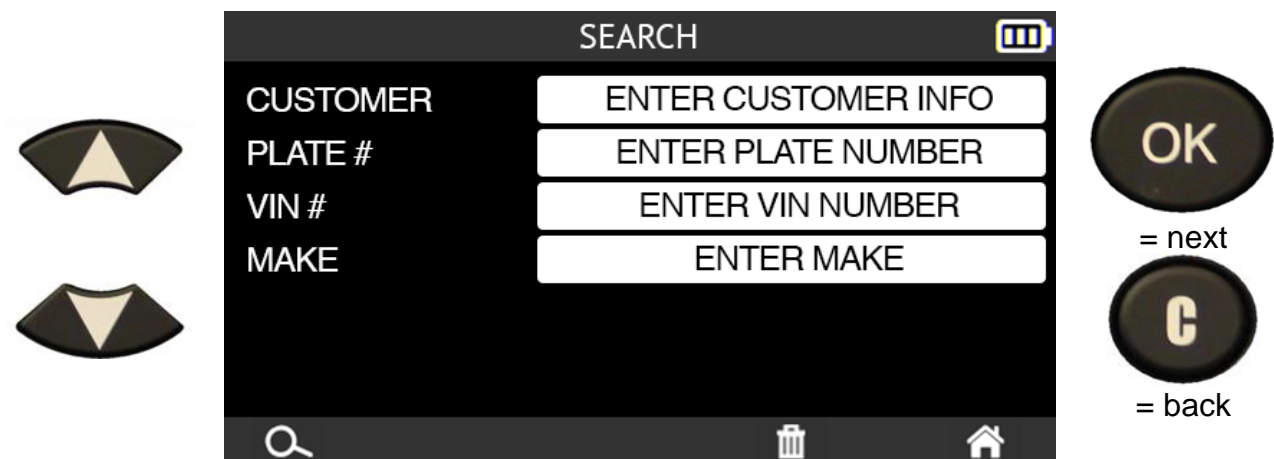 SEARCH
CUSTOMER ENTER CUSTOMER INFO
PLATE # ENTER PLATE NUMBER
VIN # ENTER VIN NUMBER
MAKE ENTER MAKE
OK
= next
C
= back